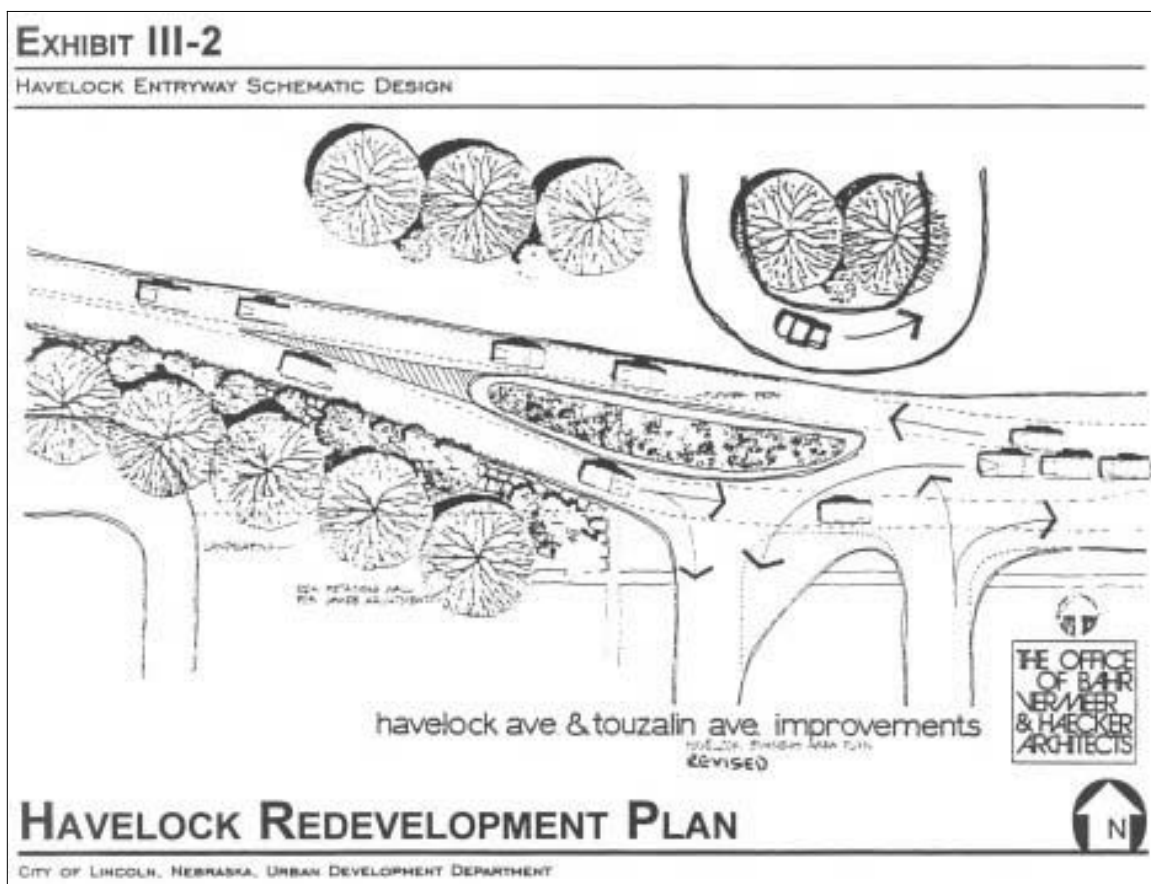 EXHIBIT III-2
HAVELOCK ENTRYWAY SCHEMATIC DESIGN
havelock ave & touzalin ave improvements
REVISED
THE OFFICE
OF BAHR
VERMEER
& HAECKER
ARCHITECTS
HAVELOCK REDEVELOPMENT PLAN
N
CITY OF LINCOLN, NEBRASKA, URBAN DEVELOPMENT DEPARTMENT